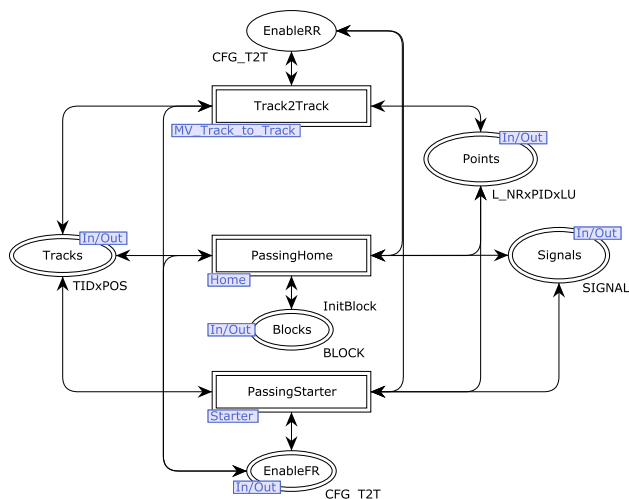 EnableRR
CFG_T2T
Track2Track
MV_Track_to_Track
In/Out
Points
L_NRxPIDxLU
In/Out
Tracks
TIDxPOS
PassingHome
Home
In/Out
Signals
SIGNAL
InitBlock
In/Out
Blocks
BLOCK
PassingStarter
Starter
EnableFR
In/Out
CFG_T2T